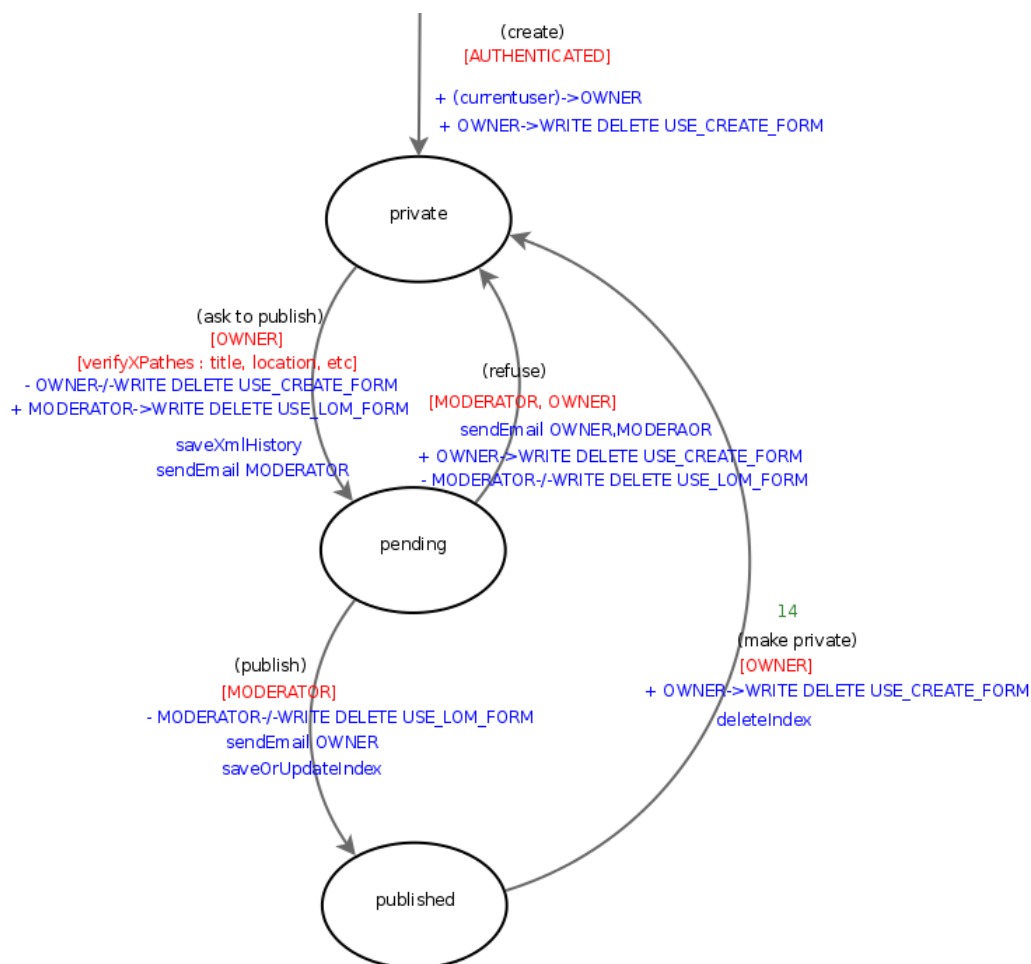 (create)
[AUTHENTICATED]
+ (currentuser)->OWNER
+ OWNER->WRITE DELETE USE_CREATE_FORM
private
(ask to publish)
[OWNER]
[verifyXPathes : title, location, etc]
- OWNER-/-WRITE DELETE USE_CREATE_FORM
+ MODERATOR->WRITE DELETE USE_LOM_FORM
saveXmlHistory
sendEmail MODERATOR
(refuse)
[MODERATOR, OWNER]
sendEmail OWNER,MODERAOR
+ OWNER->WRITE DELETE USE_CREATE_FORM
- MODERATOR-/-WRITE DELETE USE_LOM_FORM
pending
14
(make private)
[OWNER]
+ OWNER->WRITE DELETE USE_CREATE_FORM
deleteIndex
(publish)
[MODERATOR]
- MODERATOR-/-WRITE DELETE USE_LOM_FORM
sendEmail OWNER
saveOrUpdateIndex
published